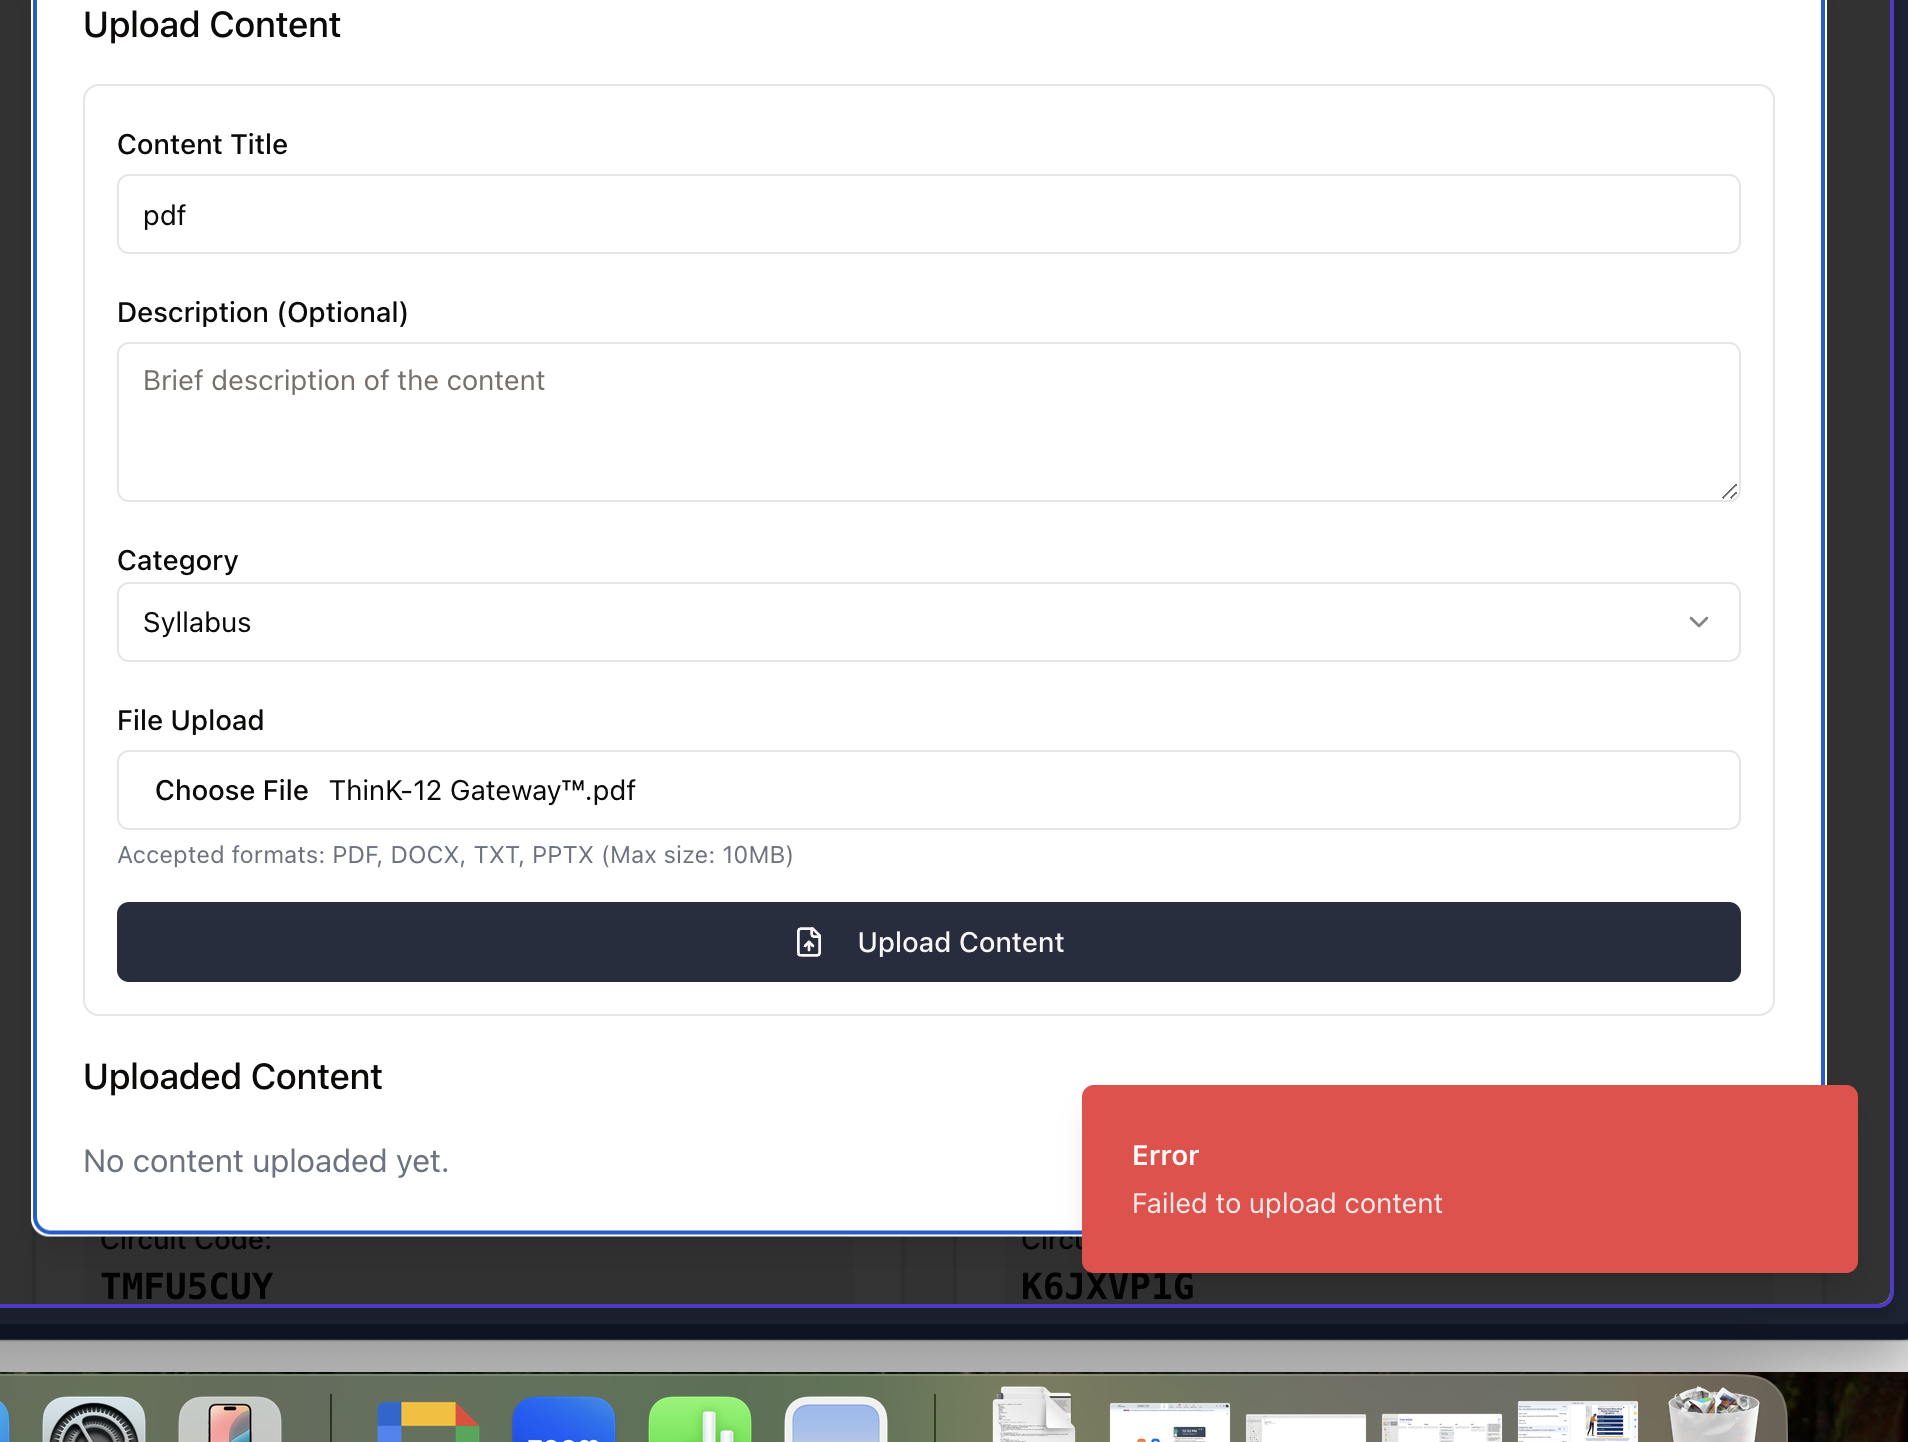 Upload Content
Content Title
pdf
Description (Optional)
Brief description of the content
Category
Syllabus
File Upload
Choose File ThinK-12 Gateway™.pdf
Accepted formats: PDF, DOCX, TXT, PPTX (Max size: 10MB)
Upload Content
Uploaded Content
No content uploaded yet.
Error
Failed to upload content
Circuit Code:
TMFU5CUY
K6JXVP1G
zoom